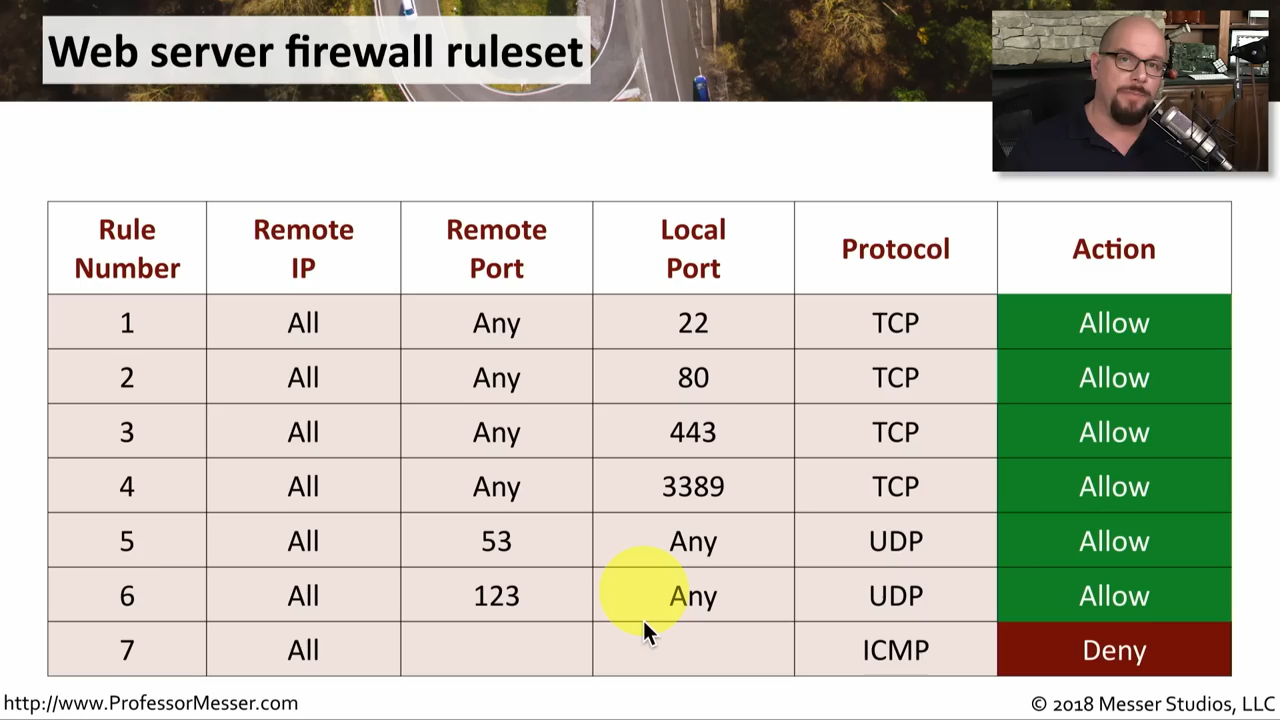 Web server firewall ruleset
Rule Number Remote IP Remote Port Local Port Protocol Action
1 All Any 22 TCP Allow
2 All Any 80 TCP Allow
3 All Any 443 TCP Allow
4 All Any 3389 TCP Allow
5 All 53 Any UDP Allow
6 All 123 Any UDP Allow
7 All ICMP Deny
http://www.ProfessorMesser.com
© 2018 Messer Studios, LLC